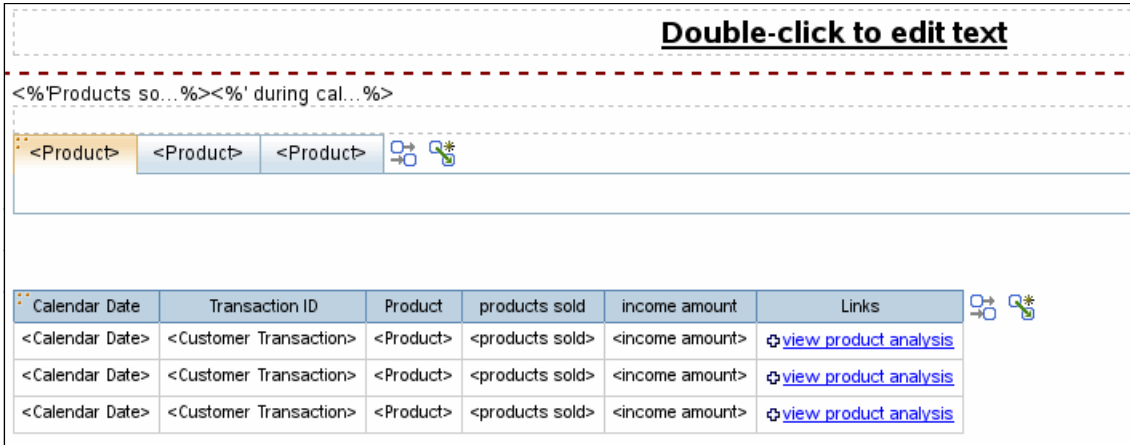 Double-click to edit text
<%'Products so...%><%' during cal...%>
<Product> <Product> <Product>
Calendar Date Transaction ID Product products sold income amount Links
<Calendar Date> <Customer Transaction> <Product> <products sold> <income amount> view product analysis
<Calendar Date> <Customer Transaction> <Product> <products sold> <income amount> view product analysis
<Calendar Date> <Customer Transaction> <Product> <products sold> <income amount> view product analysis